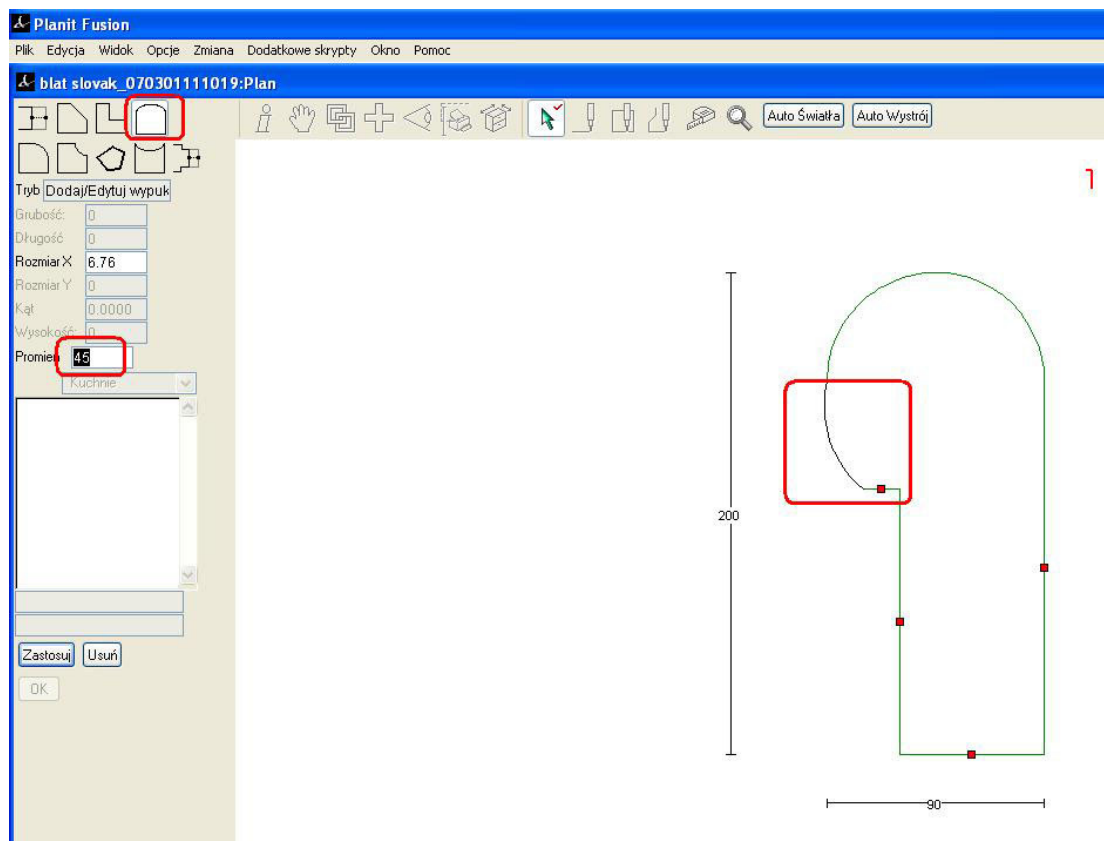 Planit Fusion
Plik Edycja Widok Opcje Zmiana Dodatkowe skrypty Okno Pomoc
blat slovak_070301111019:Plan
Auto Światła Auto Wystrój
Tryb Dodaj/Edytuj wypuk
Grubość: 0
Długość 0
Rozmiar X 6.76
Rozmiar Y 0
Kąt 0.0000
Wysokość: 0
Promień 45
Kuchnie
Zastosuj Usuń
OK
1
200
90